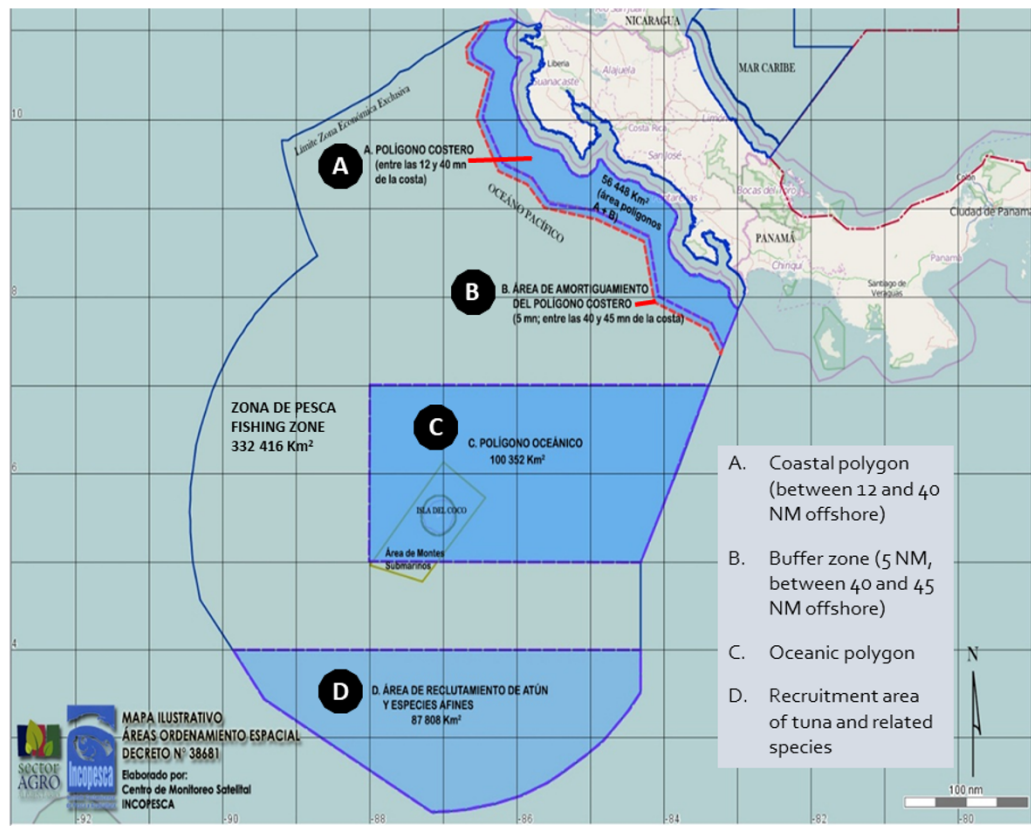 NICARAGUA
MAR CARIBE
Liberia
Guanacaste
Alajuela
Limón
Costa Rica
San José
10
Límite Zona Económica Exclusiva
A
A. POLÍGONO COSTERO
(entre las 12 y 40 mn
de la costa)
OCEÁNO PACÍFICO
56 448 Km²
(área polígonos
A + B)
Bocas del Toro
Colón
Ciudad de Panamá
PANAMÁ
Panamá
Chiriquí
Santiago de
Veraguas
8
B
B. ÁREA DE AMORTIGUAMIENTO
DEL POLÍGONO COSTERO
(5 mn; entre las 40 y 45 mn de la costa)
ZONA DE PESCA
FISHING ZONE
332 416 Km²
C
C. POLÍGONO OCEÁNICO
100 352 Km²
6
ISLA DEL COCO
Área de Montes
Submarinos
4
D
D. ÁREA DE RECLUTAMIENTO DE ATÚN
Y ESPECIES AFINES
87 808 Km²
A. Coastal polygon
(between 12 and 40
NM offshore)
B. Buffer zone (5 NM,
between 40 and 45
NM offshore)
C. Oceanic polygon
D. Recruitment area
of tuna and related
species
N
100 nm
sector
AGRO
Incopesca
MAPA ILUSTRATIVO
ÁREAS ORDENAMIENTO ESPACIAL
DECRETO N° 38681
Elaborado por:
Centro de Monitoreo Satelital
INCOPESCA
-92
-90
-88
-86
-84
-82
-80